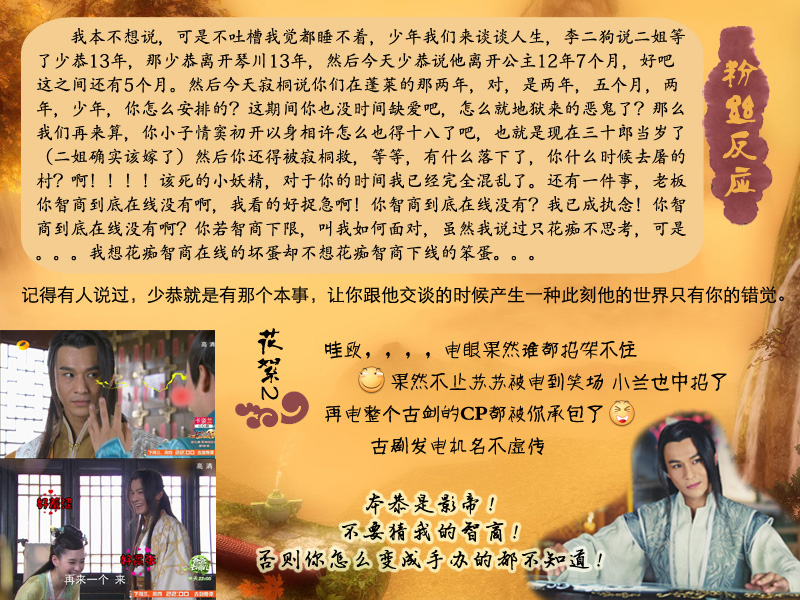 我本不想说，可是不吐槽我觉都睡不着，少年我们来谈谈人生，李二狗说二姐等
了少恭13年，那少恭离开琴川13年，然后今天少恭说他离开公主12年7个月，好吧
这之间还有5个月。然后今天寂桐说你们在蓬莱的那两年，对，是两年，五个月，两
年，少年，你怎么安排的？这期间你也没时间缺爱吧，怎么就地狱来的恶鬼了？那么
我们再来算，你小子情窦初开以身相许怎么也得十八了吧，也就是现在三十郎当岁了
（二姐确实该嫁了）然后你还得被寂桐救，等等，有什么落下了，你什么时候去屠的
村？啊！！！！该死的小妖精，对于你的时间我已经完全混乱了。还有一件事，老板
你智商到底在线没有啊，我看的好捉急啊！你智商到底在线没有？我已成执念！你智
商到底在线没有啊？你若智商下限，叫我如何面对，虽然我说过只花痴不思考，可是
。。。我想花痴智商在线的坏蛋却不想花痴智商下线的笨蛋。。。
粉丝反应
记得有人说过，少恭就是有那个本事，让你跟他交谈的时候产生一种此刻他的世界只有你的错觉。
高清
下周三、周四 22:00 古剑奇谭
花絮2
哇欧，，，，电眼果然谁都招架不住
果然不止苏苏被电到笑场 小兰也中招了
再电整个古剑的CP都被你承包了
古剧发电机名不虚传
高清
再来一个 来
本恭是影帝！
不要猜我的智商！
否则你怎么变成手办的都不知道！